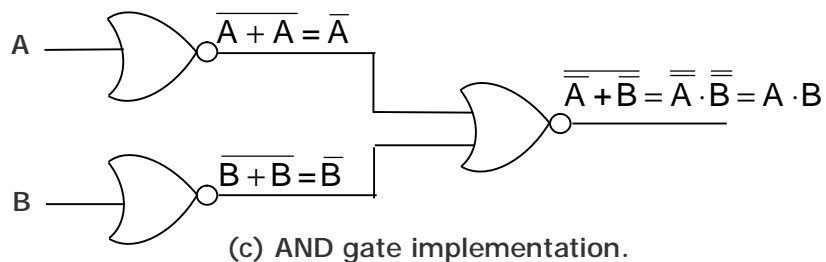 A
A̅ ̅+̅ ̅A̅ = A̅
A̿ ̅+̅ ̅B̿ = A̿ · B̿ = A · B
B̅ ̅+̅ ̅B̅ = B̅
B
(c) AND gate implementation.